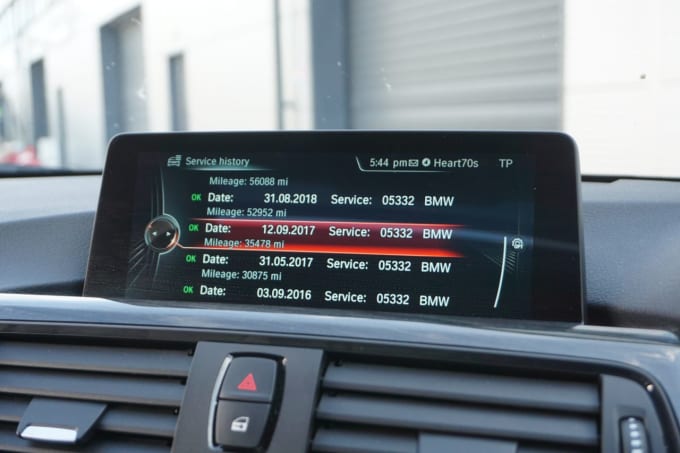 Service history
5:44 pm Heart70s TP
Mileage: 56088 mi
OK Date: 31.08.2018 Service: 05332 BMW
Mileage: 52952 mi
OK Date: 12.09.2017 Service: 05332 BMW
Mileage: 35478 mi
OK Date: 31.05.2017 Service: 05332 BMW
Mileage: 30875 mi
OK Date: 03.09.2016 Service: 05332 BMW